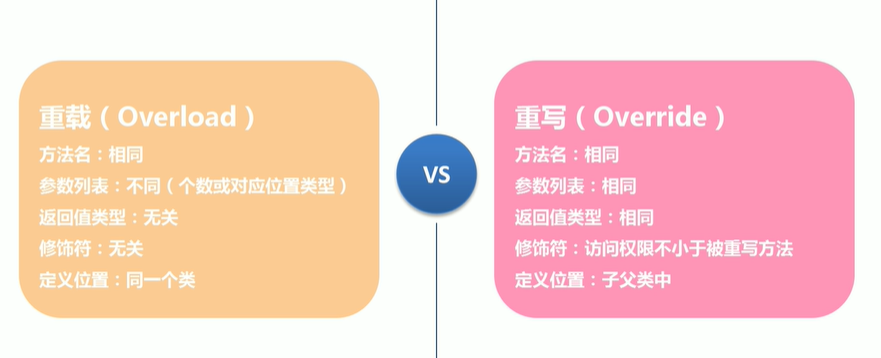 重载（Overload）
方法名：相同
参数列表：不同（个数或对应位置类型）
返回值类型：无关
修饰符：无关
定义位置：同一个类
VS
重写（Override）
方法名：相同
参数列表：相同
返回值类型：相同
修饰符：访问权限不小于被重写方法
定义位置：子父类中